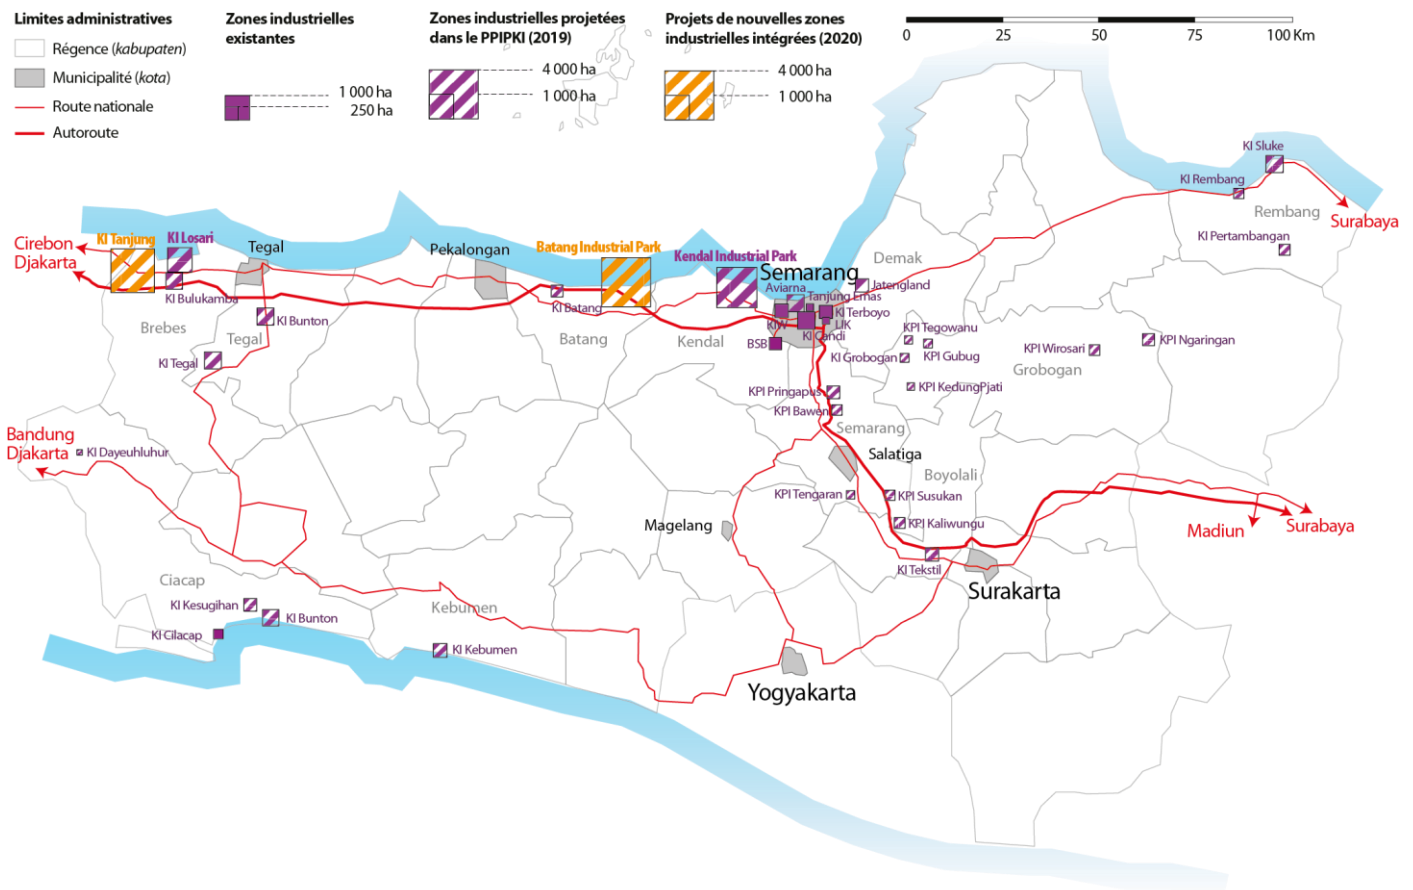 Limites administratives
Régence (kabupaten)
Municipalité (kota)
Route nationale
Autoroute
Zones industrielles
existantes
1 000 ha
250 ha
Zones industrielles projetées
dans le PPIPKI (2019)
4 000 ha
1 000 ha
Projets de nouvelles zones
industrielles intégrées (2020)
4 000 ha
1 000 ha
0 25 50 75 100 Km
KI Sluke
KI Rembang
Rembang
Surabaya
KI Pertambangan
Cirebon
Djakarta
KI Tanjung
KI Losari
Tegal
Pekalongan
Batang Industrial Park
Kendal Industrial Park
Semarang
Demak
Jatengland
Aviarna
Tanjung Emas
KI Bulukamba
KI Batang
KI Terboyo
KIW
LIK
KI Candi
KI Bunton
Brebes
Tegal
Batang
Kendal
BSB
KPI Tegowanu
KPI Gubug
KI Grobogan
KPI Wirosari
KPI Ngaringan
Grobogan
KI Tegal
KPI KedungPjati
KPI Pringapus
KPI Bawen
Semarang
Bandung
Djakarta
KI Dayeuhluhur
Salatiga
Boyolali
KPI Tengaran
KPI Susukan
KPI Kaliwungu
Magelang
Madiun
Surabaya
KI Tekstil
Surakarta
Ciacap
KI Kesugihan
KI Bunton
KI Cilacap
Kebumen
KI Kebumen
Yogyakarta